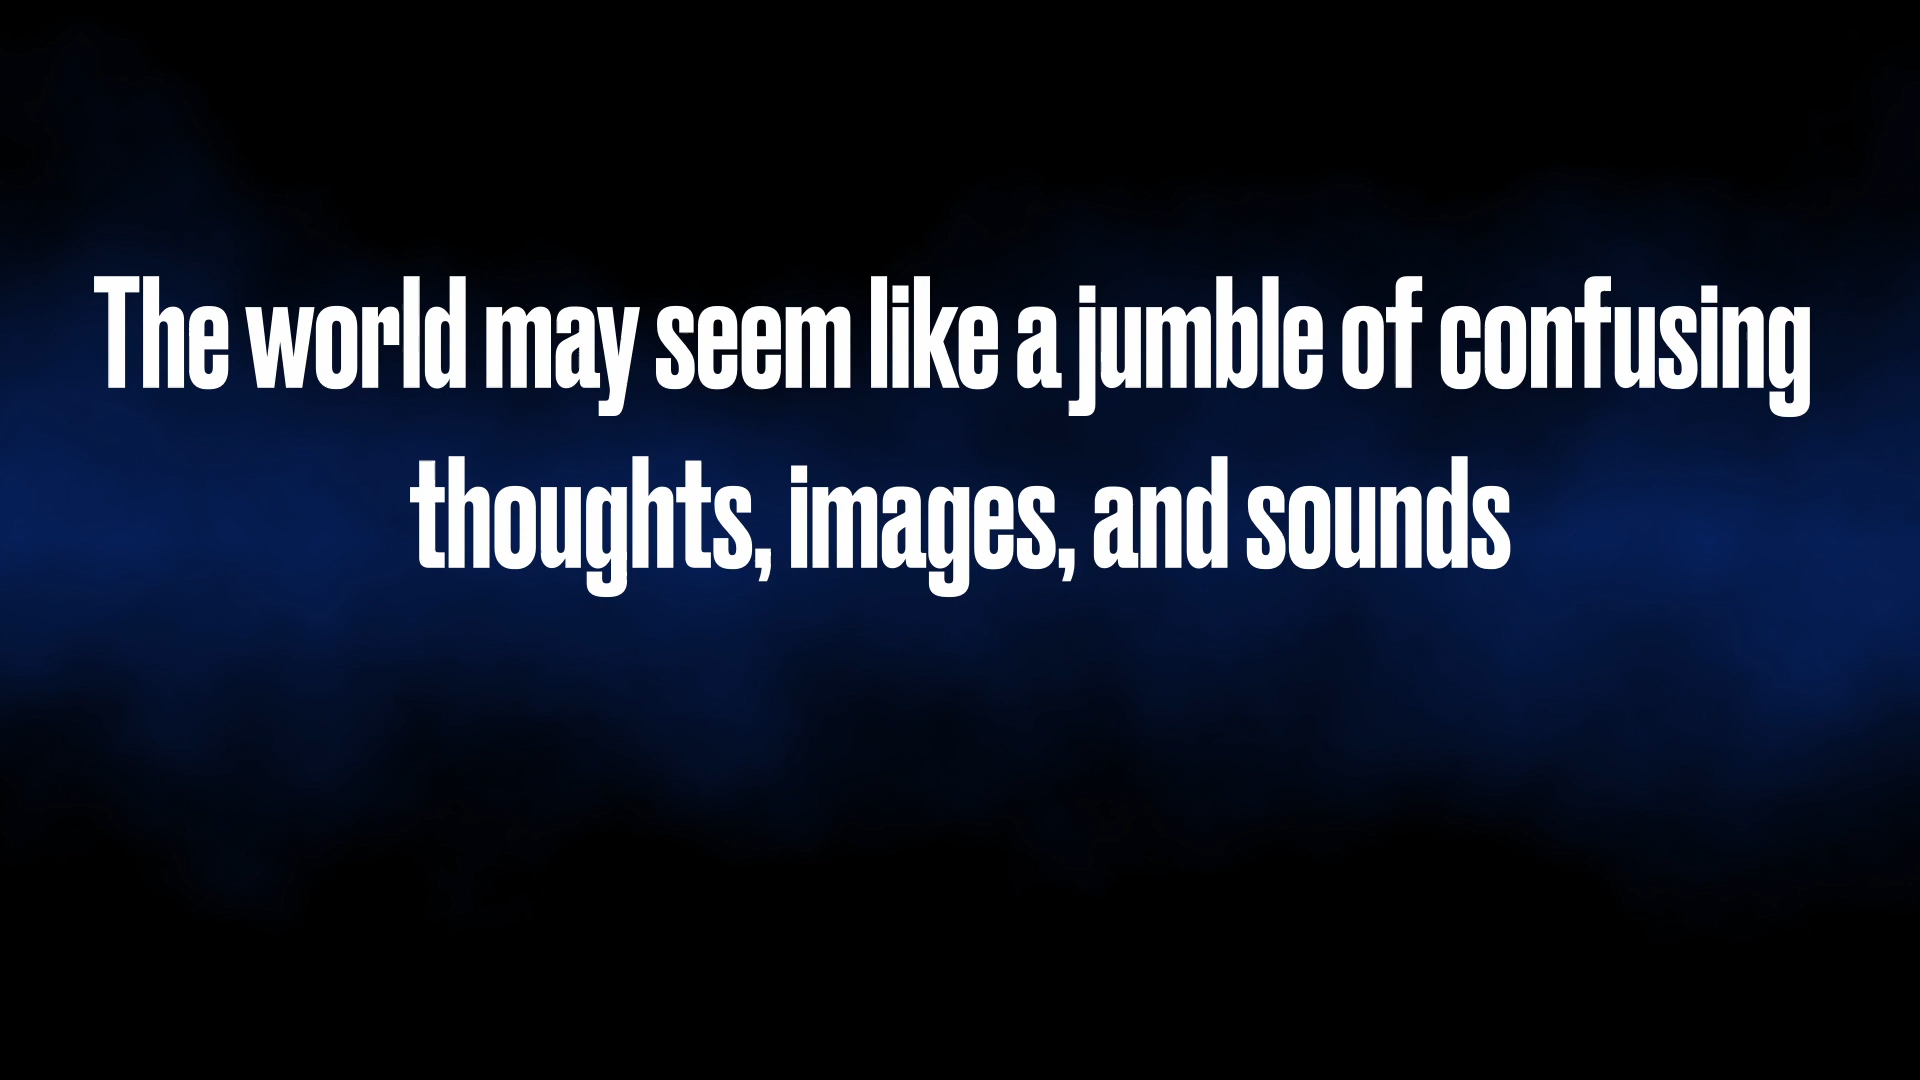 The world may seem like a jumble of confusing
thoughts, images, and sounds